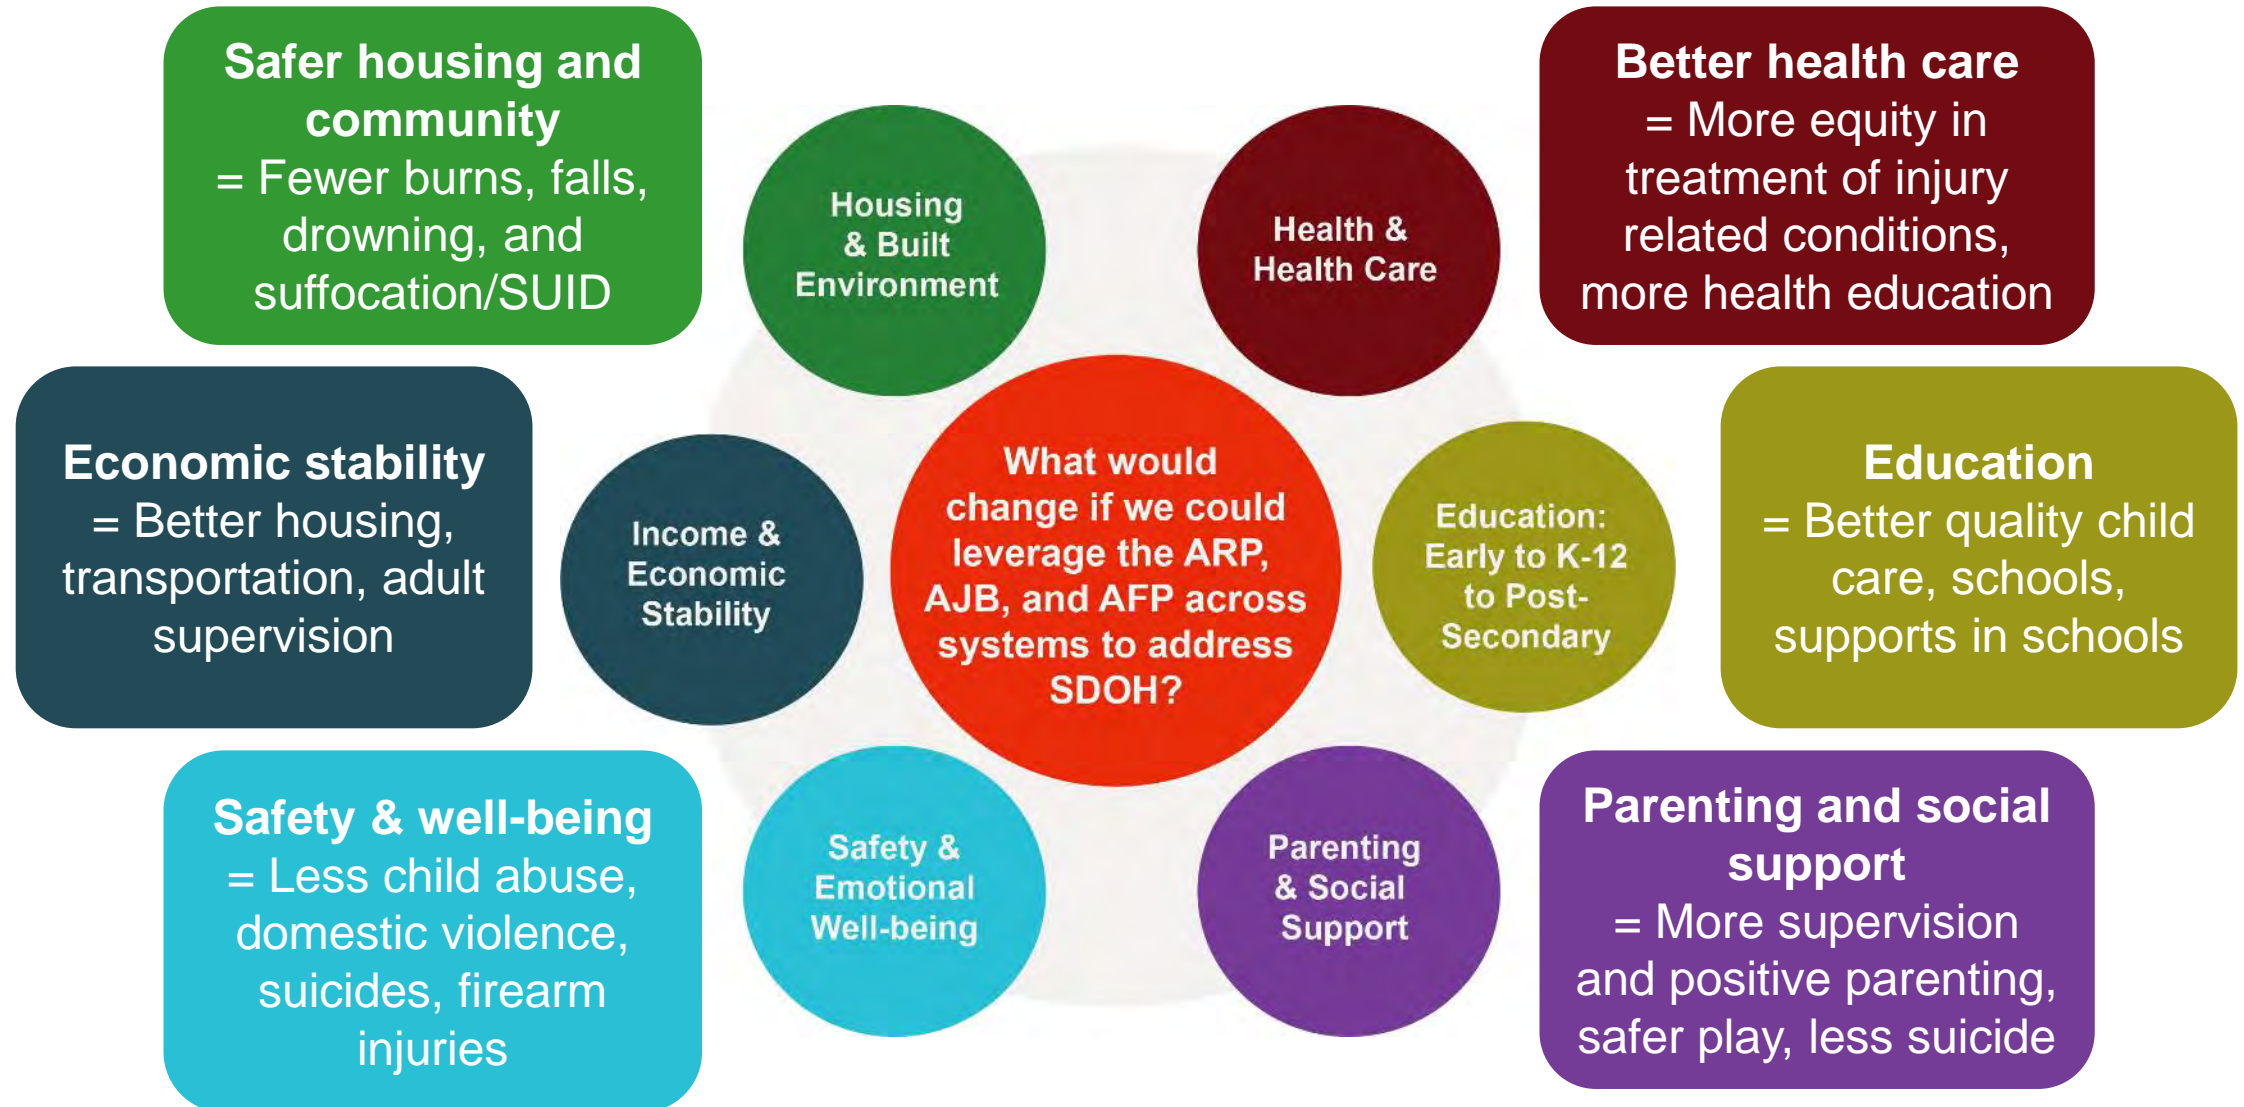 Safer housing and
community
= Fewer burns, falls,
drowning, and
suffocation/SUID
Housing
& Built
Environment
Health &
Health Care
Better health care
= More equity in
treatment of injury
related conditions,
more health education
Economic stability
= Better housing,
transportation, adult
supervision
Income &
Economic
Stability
What would
change if we could
leverage the ARP,
AJB, and AFP across
systems to address
SDOH?
Education:
Early to K-12
to Post-
Secondary
Education
= Better quality child
care, schools,
supports in schools
Safety & well-being
= Less child abuse,
domestic violence,
suicides, firearm
injuries
Safety &
Emotional
Well-being
Parenting
& Social
Support
Parenting and social
support
= More supervision
and positive parenting,
safer play, less suicide